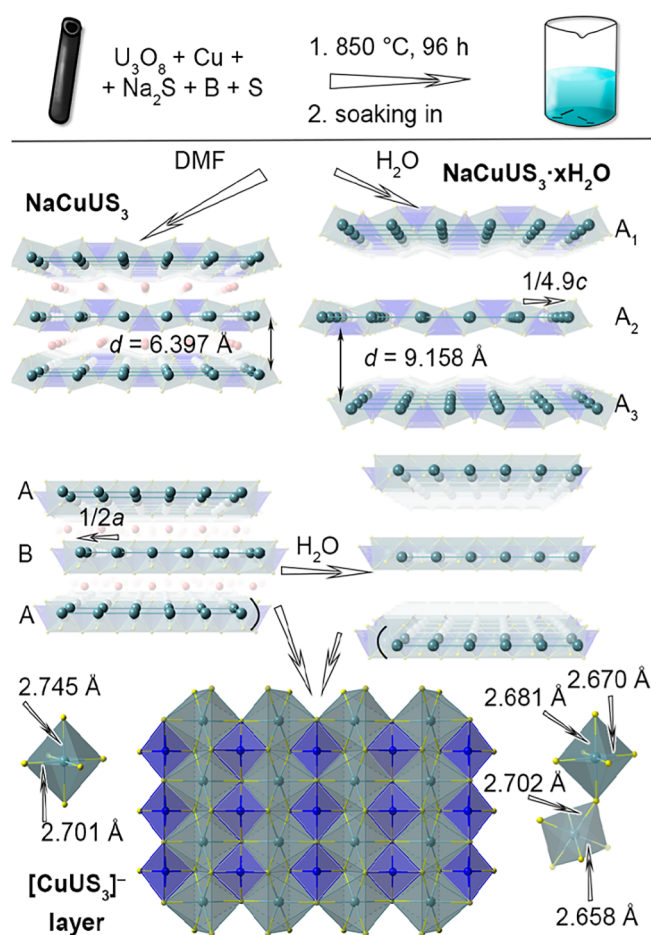 U₃O₈ + Cu +
+ Na₂S + B + S
1. 850 °C, 96 h
2. soaking in
DMF
H₂O
NaCuUS₃
NaCuUS₃·xH₂O
A₁
1/4.9c
A₂
d = 6.397 Å
d = 9.158 Å
A₃
A
1/2a
B
H₂O
A
2.745 Å
2.701 Å
[CuUS₃]⁻
layer
2.681 Å
2.670 Å
2.702 Å
2.658 Å